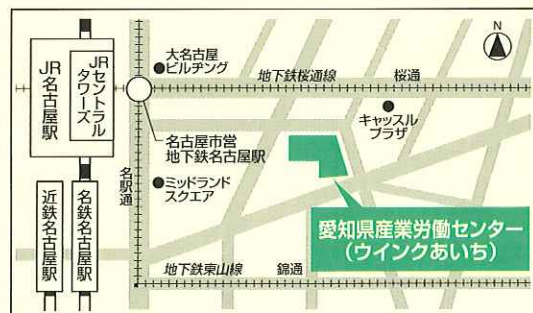 N
大名古屋
ビルヂング
地下鉄桜通線
桜通
JR名古屋駅
JRセントラル
タワーズ
キャッスル
プラザ
名古屋市営
地下鉄名古屋駅
名駅通
ミッドランド
スクエア
近鉄名古屋駅
名鉄名古屋駅
愛知県産業労働センター
(ウインクあいち)
地下鉄東山線
錦通